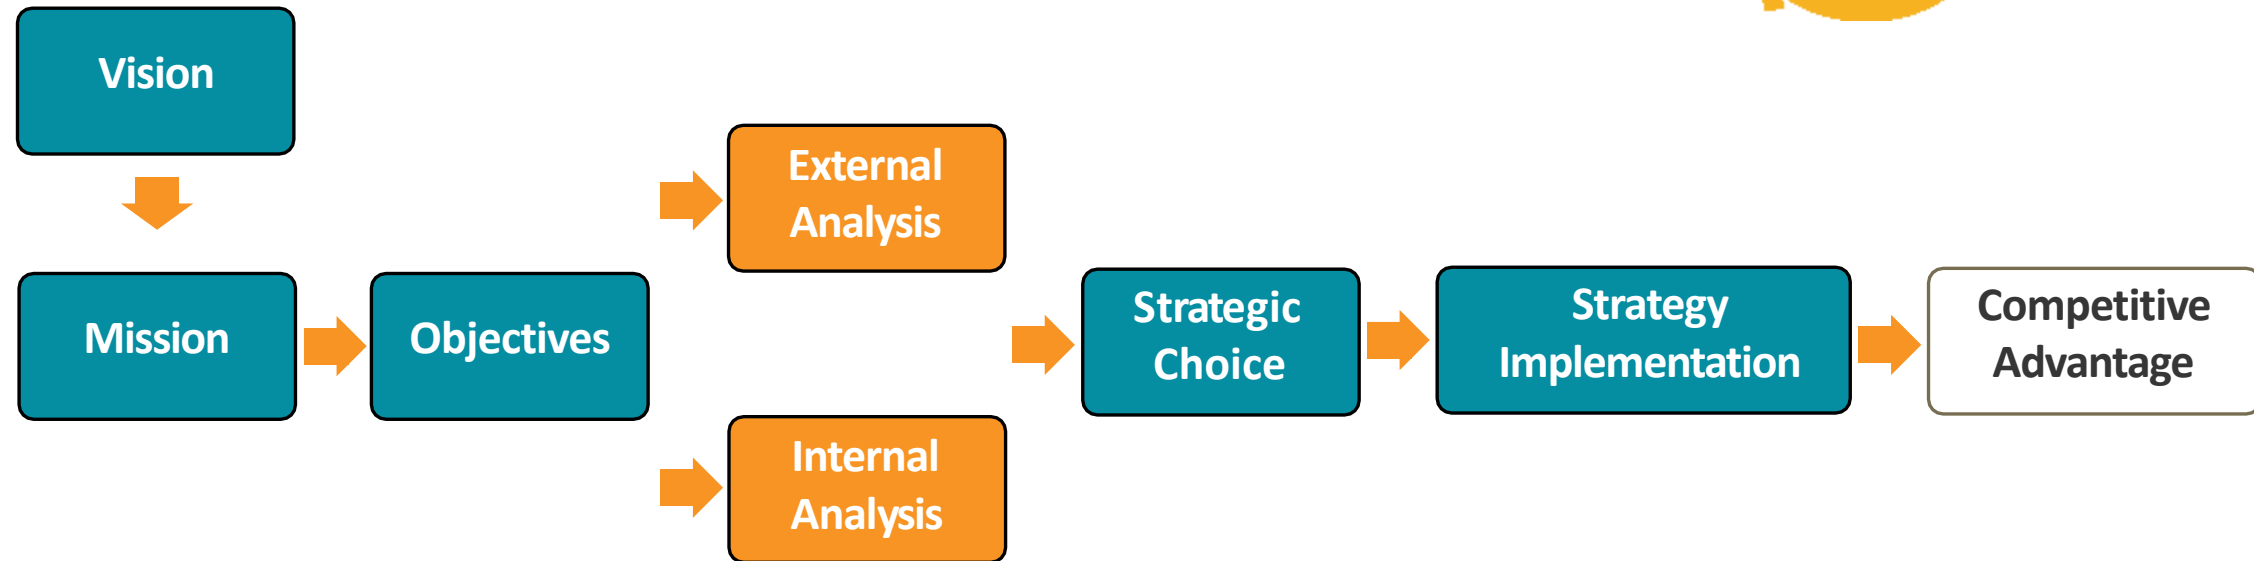 Vision
External
Analysis
Mission
Objectives
Strategic
Choice
Strategy
Implementation
Competitive
Advantage
Internal
Analysis